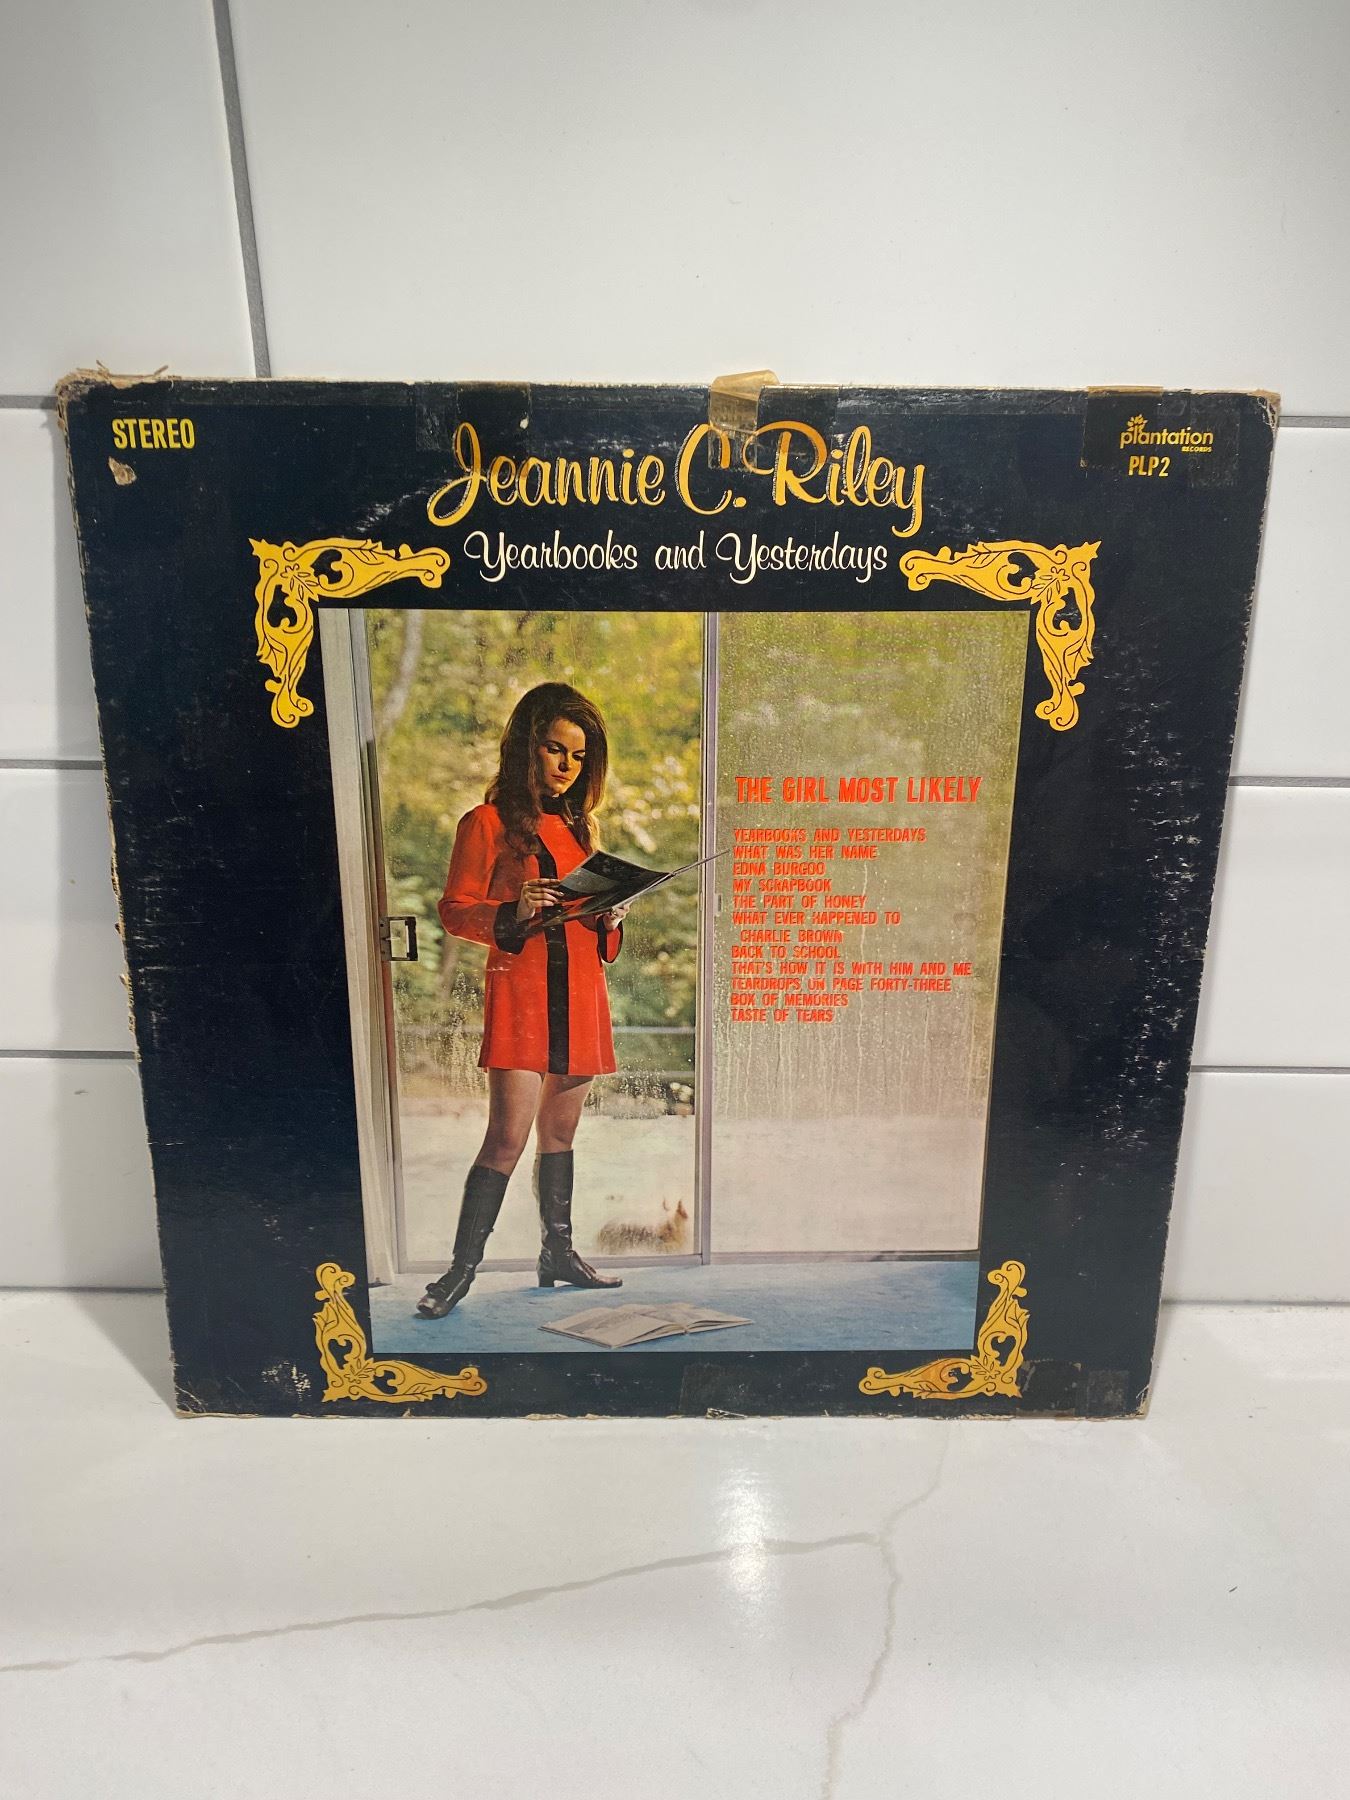 STEREO
Jeannie C. Riley
plantation
RECORDS
PLP2
Yearbooks and Yesterdays
THE GIRL MOST LIKELY
YEARBOOKS AND YESTERDAYS
WHAT WAS HER NAME
EDNA BURGOO
MY SCRAPBOOK
THE PART OF HONEY
WHAT EVER HAPPENED TO
CHARLIE BROWN
BACK TO SCHOOL
THAT'S HOW IT IS WITH HIM AND ME
TEARDROPS ON PAGE FORTY-THREE
BOX OF MEMORIES
TASTE OF TEARS